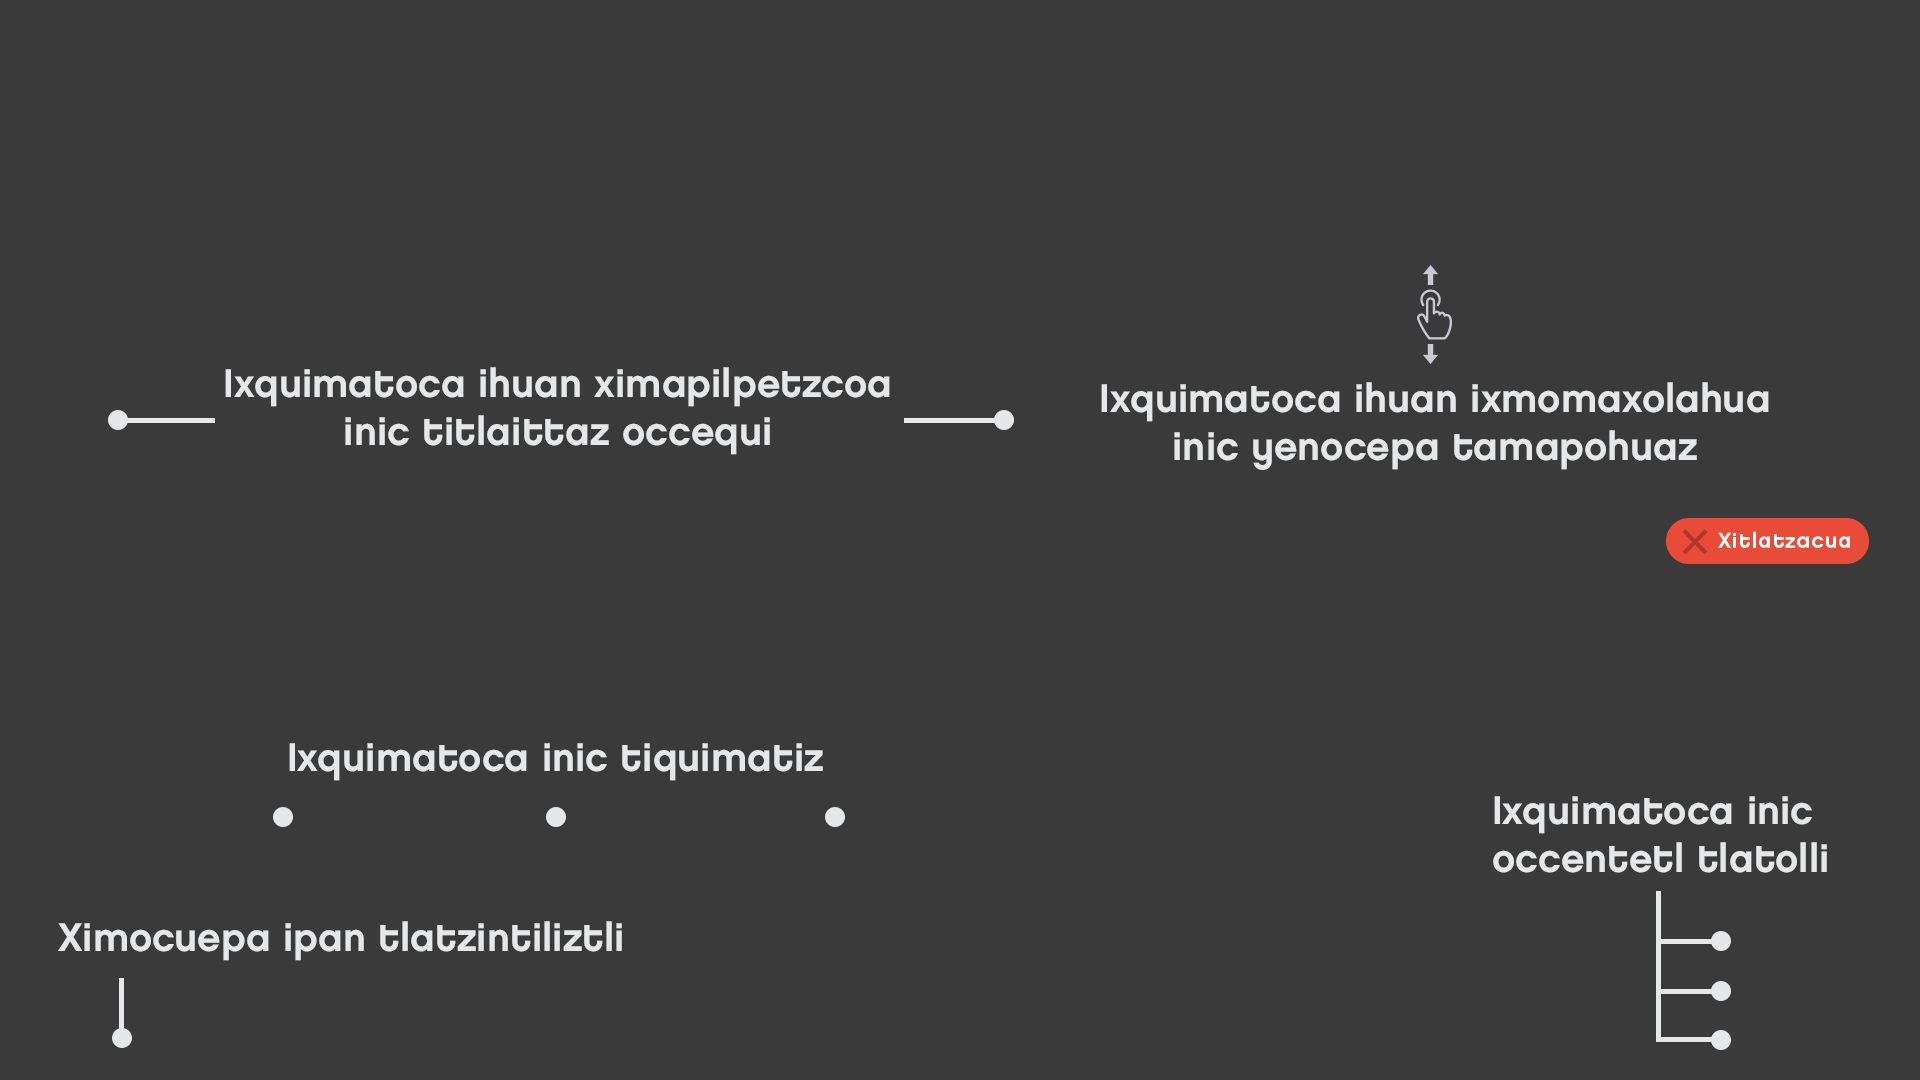 Ixquimatoca ihuan ximapilpetzcoa
inic titlaittaz occequi
Ixquimatoca ihuan ixmomaxolahua
inic yenocepa tamapohuaz
Xitlatzacua
Ixquimatoca inic tiquimatiz
Ixquimatoca inic
occentetl tlatolli
Ximocuepa ipan tlatzintiliztli